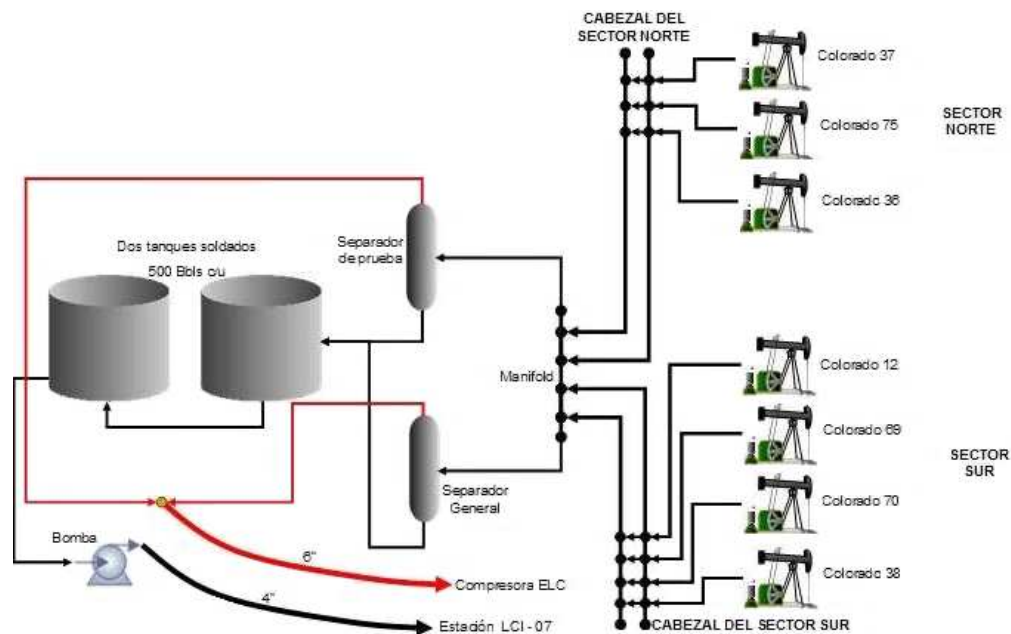 CABEZAL DEL
SECTOR NORTE
Colorado 37
Colorado 75
SECTOR
NORTE
Colorado 36
Separador
de prueba
Dos tanques soldados
500 Bbls c/u
Manifold
Colorado 12
Colorado 69
SECTOR
SUR
Colorado 70
Separador
General
Colorado 38
Bomba
6"
Compresora ELC
4"
Estación LCI - 07
CABEZAL DEL SECTOR SUR